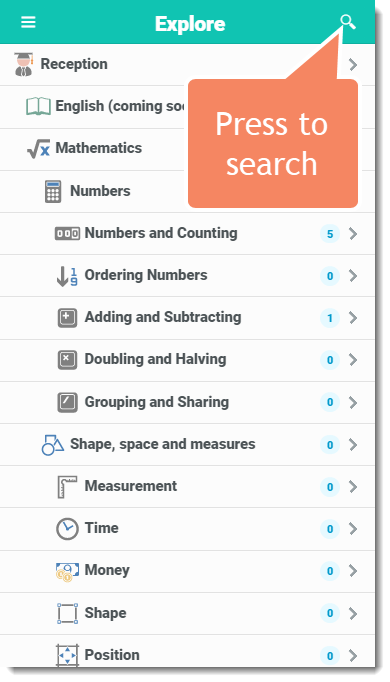 Explore
Reception
English (coming soo
Press to
search
Mathematics
Numbers
Numbers and Counting 5
Ordering Numbers 0
Adding and Subtracting 1
Doubling and Halving 0
Grouping and Sharing 0
Shape, space and measures 0
Measurement 0
Time 0
Money 0
Shape 0
Position 0